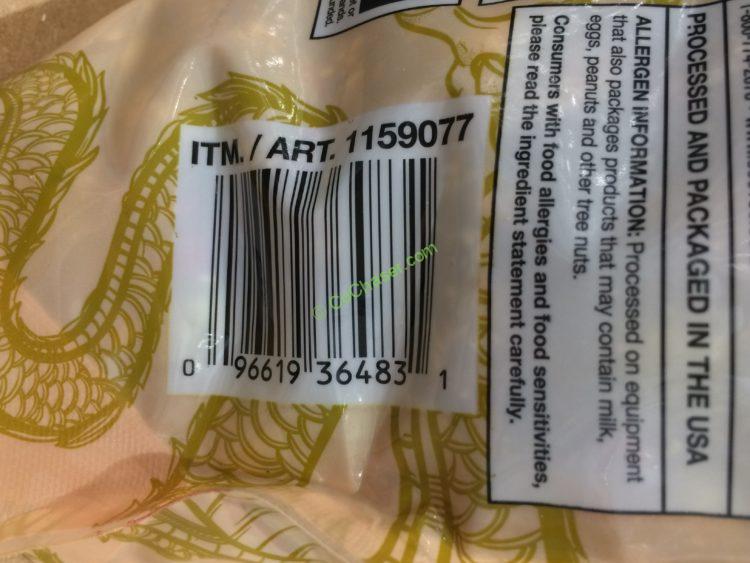 ITM. / ART. 1159077
0 96619 36483 1
© CoChaser.com
PROCESSED AND PACKAGED IN THE USA
ALLERGEN INFORMATION: Processed on equipment
that also packages products that may contain milk,
eggs, peanuts and other tree nuts.
Consumers with food allergies and food sensitivities,
please read the ingredient statement carefully.